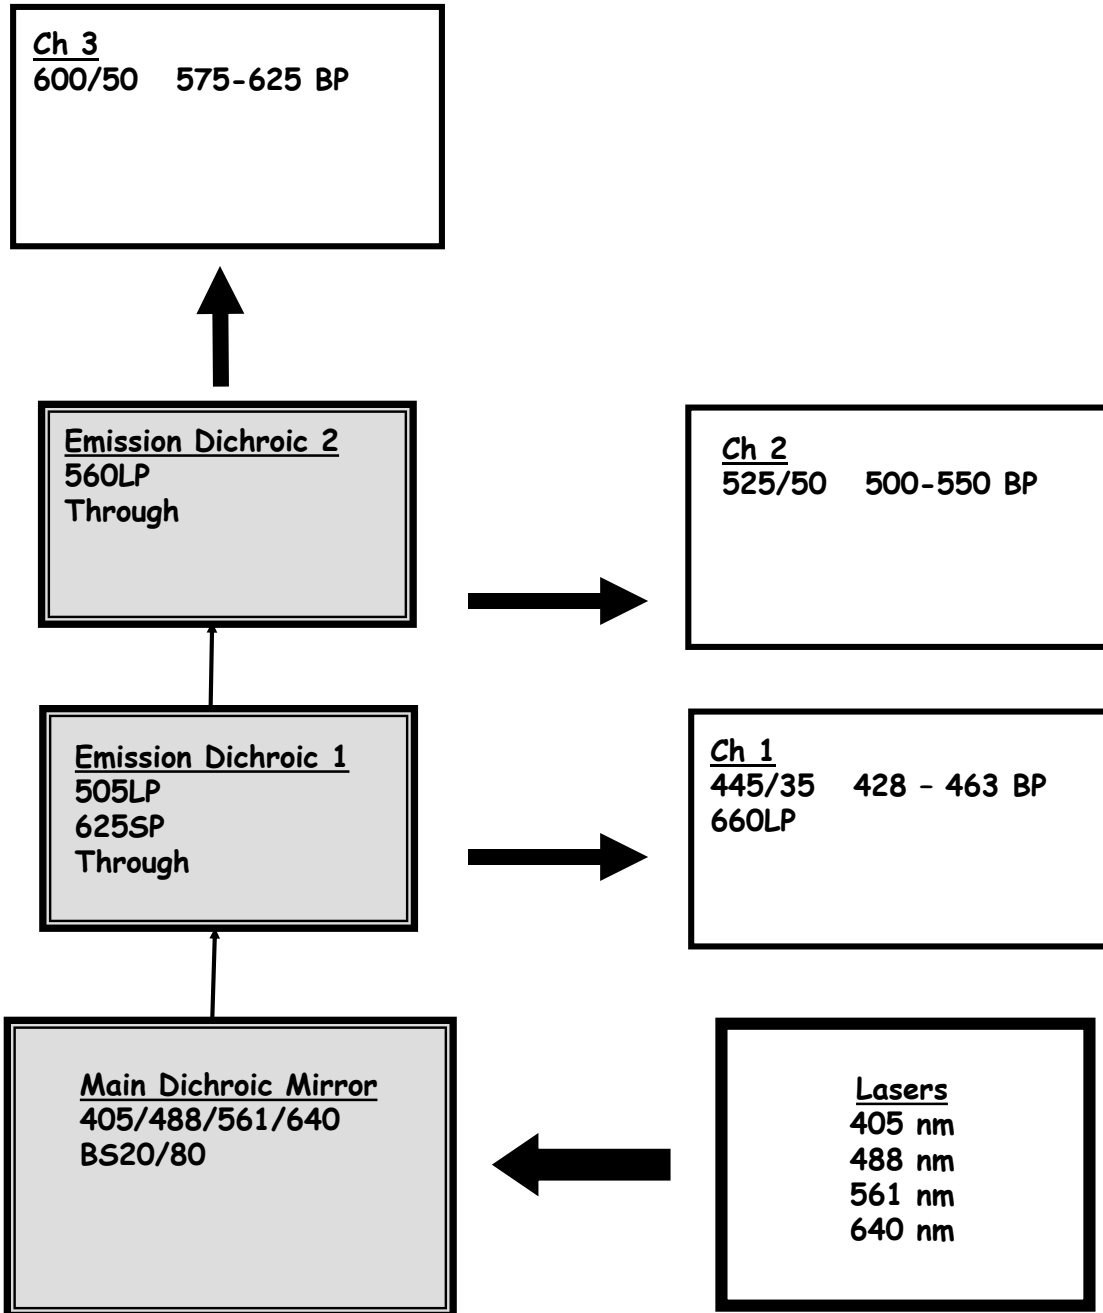 Ch 3
600/50 575-625 BP
Emission Dichroic 2
560LP
Through
Ch 2
525/50 500-550 BP
Emission Dichroic 1
505LP
625SP
Through
Ch 1
445/35 428 – 463 BP
660LP
Main Dichroic Mirror
405/488/561/640
BS20/80
Lasers
405 nm
488 nm
561 nm
640 nm